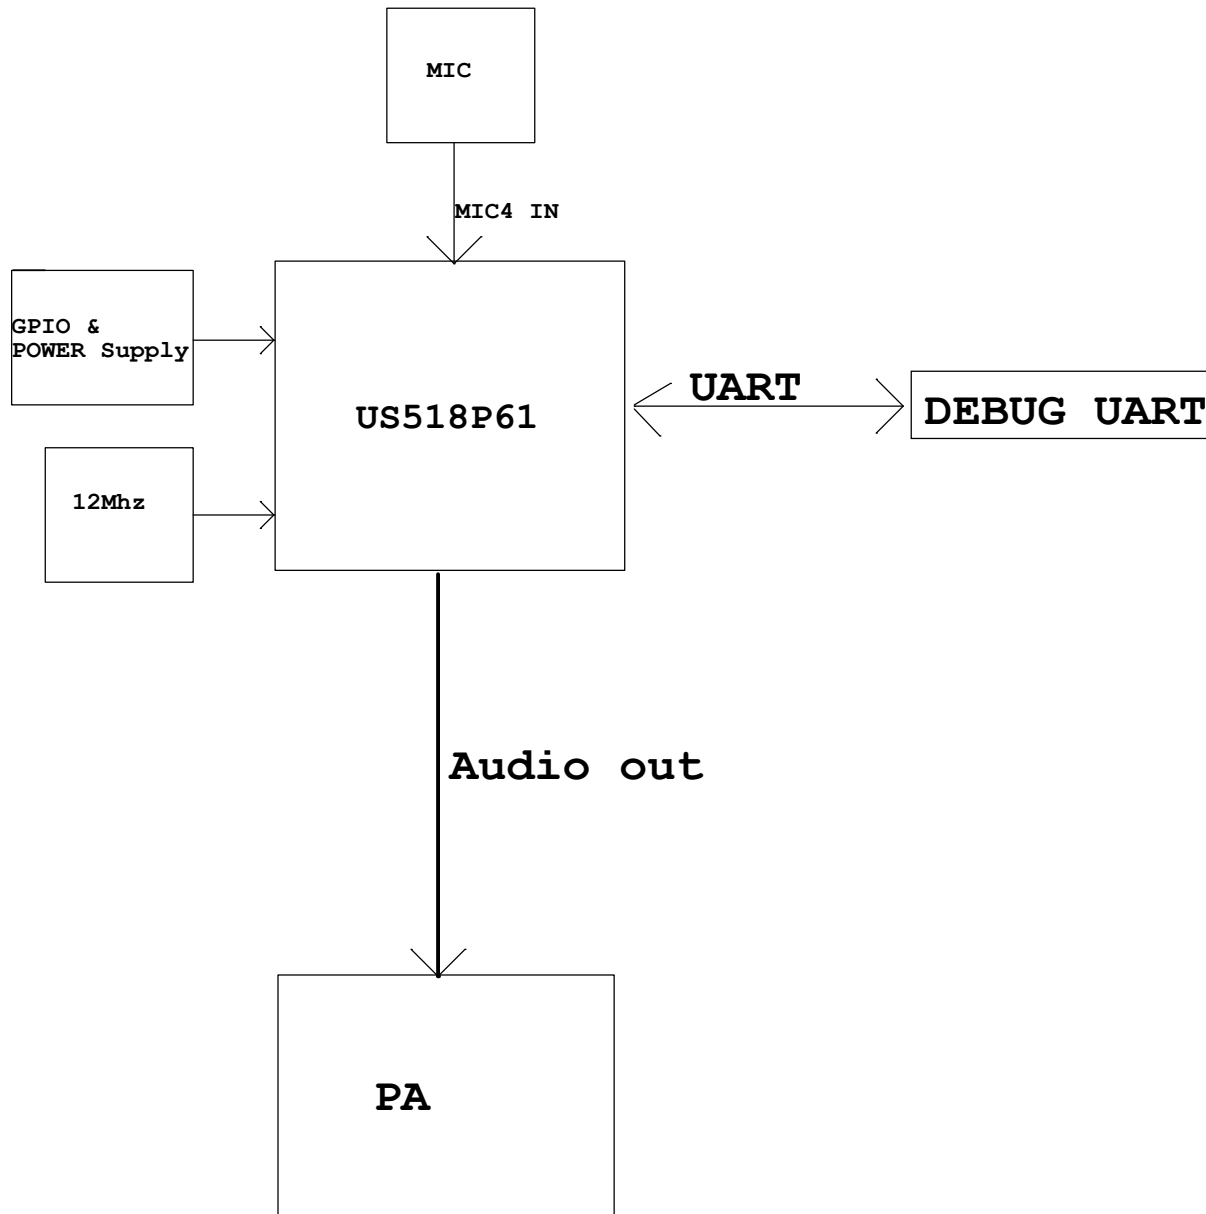 MIC
MIC4 IN
GPIO &
POWER Supply
US518P61
UART
DEBUG UART
12Mhz
Audio out
PA